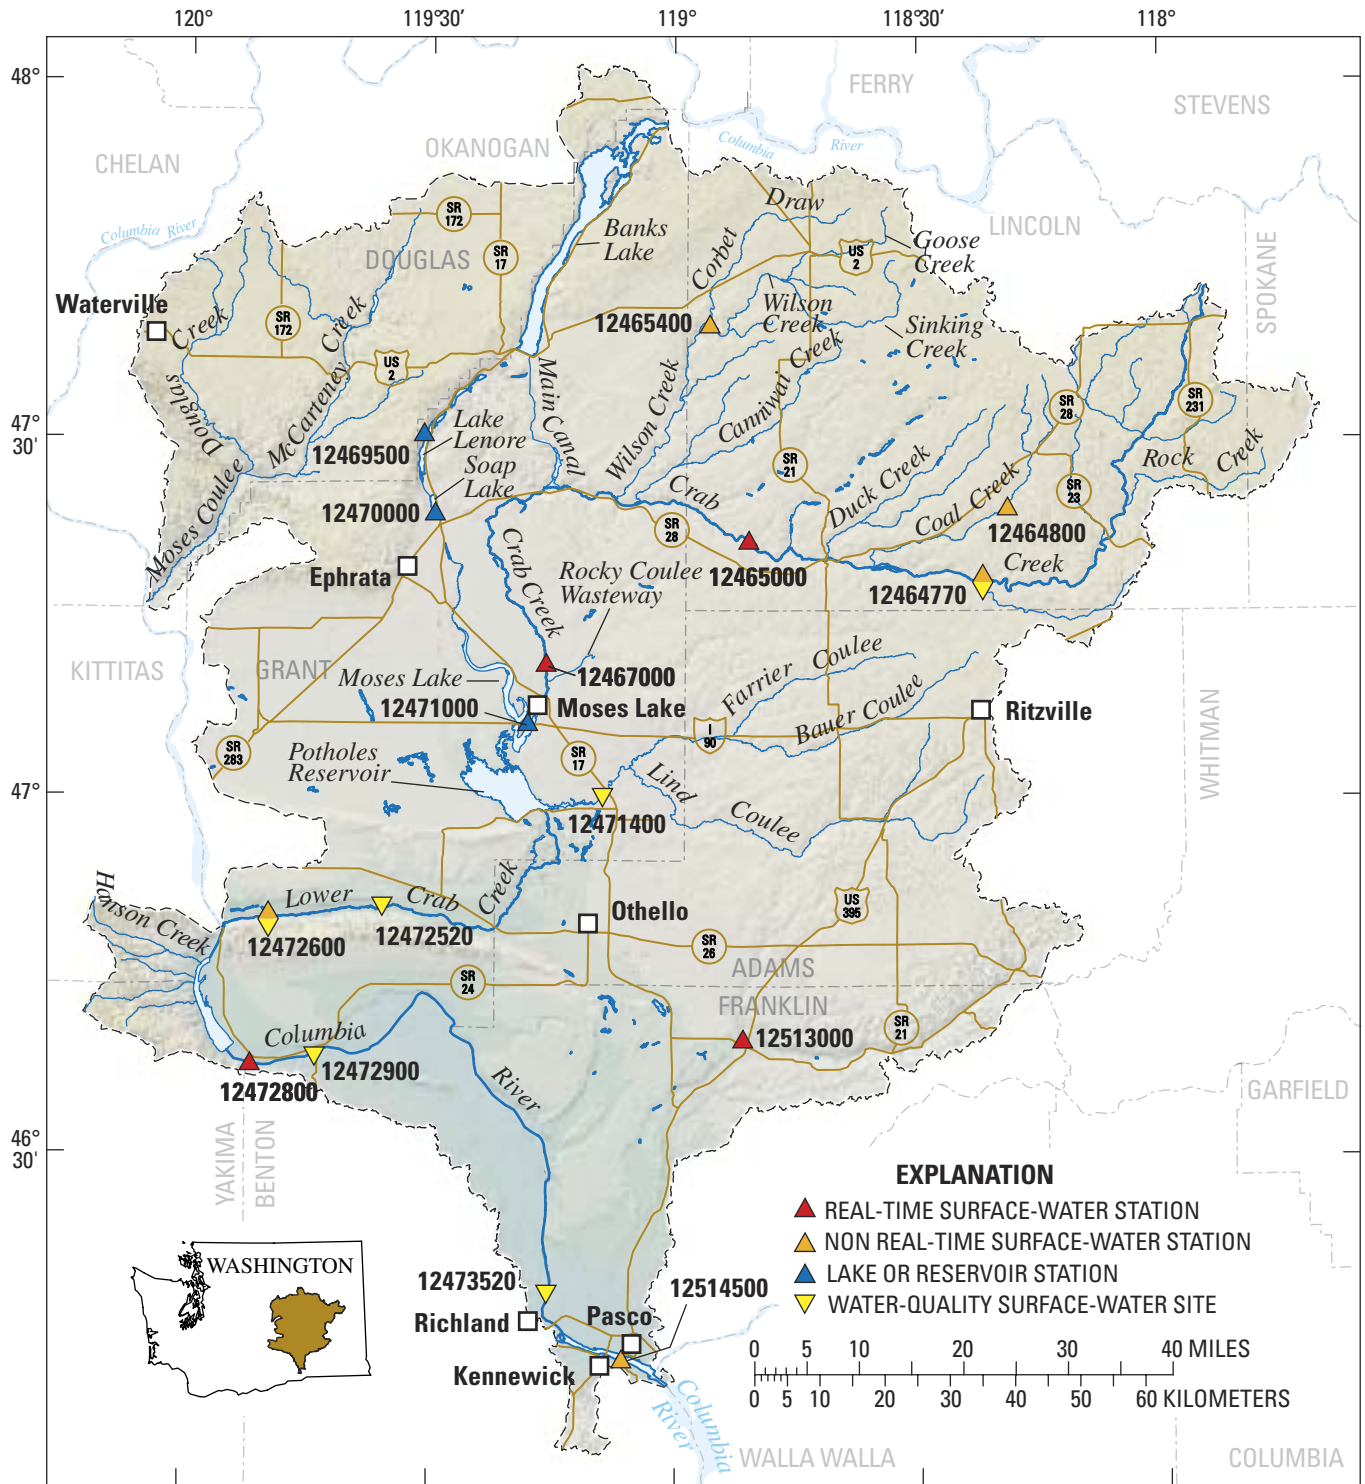 120°
119°30'
119°
118°30'
118°
48°
FERRY
STEVENS
OKANOGAN
CHELAN
Columbia
River
Columbia River
Draw
SR
172
Banks
Lake
LINCOLN
Goose
Creek
DOUGLAS
SR
17
Corbet
US
2
SPOKANE
Waterville
Creek
SR
172
Creek
12465400
Wilson
Creek
Sinking
Creek
US
2
Main Canal
Wilson Creek
Canniwai Creek
Douglas
McCarteney
SR
28
SR
231
47°
30'
Lake
Lenore
12469500
Soap
Lake
Moses Coulee
SR
21
Duck Creek
Coal Creek
Rock
Creek
SR
23
12470000
Crab
SR
28
12464800
Creek
Ephrata
Crab Creek
Rocky Coulee
Wasteway
12465000
12464770
KITTITAS
GRANT
Moses Lake
12467000
Farrier Coulee
12471000
Moses Lake
Bauer Coulee
Ritzville
WHITMAN
SR
283
Potholes
Reservoir
SR
17
I
90
Lind
Coulee
47°
12471400
Hanson Creek
Lower
Crab
Creek
Othello
US
395
12472600
12472520
SR
26
SR
24
ADAMS
FRANKLIN
Columbia
12513000
SR
21
12472900
12472800
River
GARFIELD
46°
30'
YAKIMA
BENTON
EXPLANATION
REAL-TIME SURFACE-WATER STATION
NON REAL-TIME SURFACE-WATER STATION
LAKE OR RESERVOIR STATION
WATER-QUALITY SURFACE-WATER SITE
WASHINGTON
12473520
12514500
Richland
Pasco
Kennewick
0 5 10 20 30 40 MILES
0 5 10 20 30 40 50 60 KILOMETERS
Columbia
River
WALLA WALLA
COLUMBIA